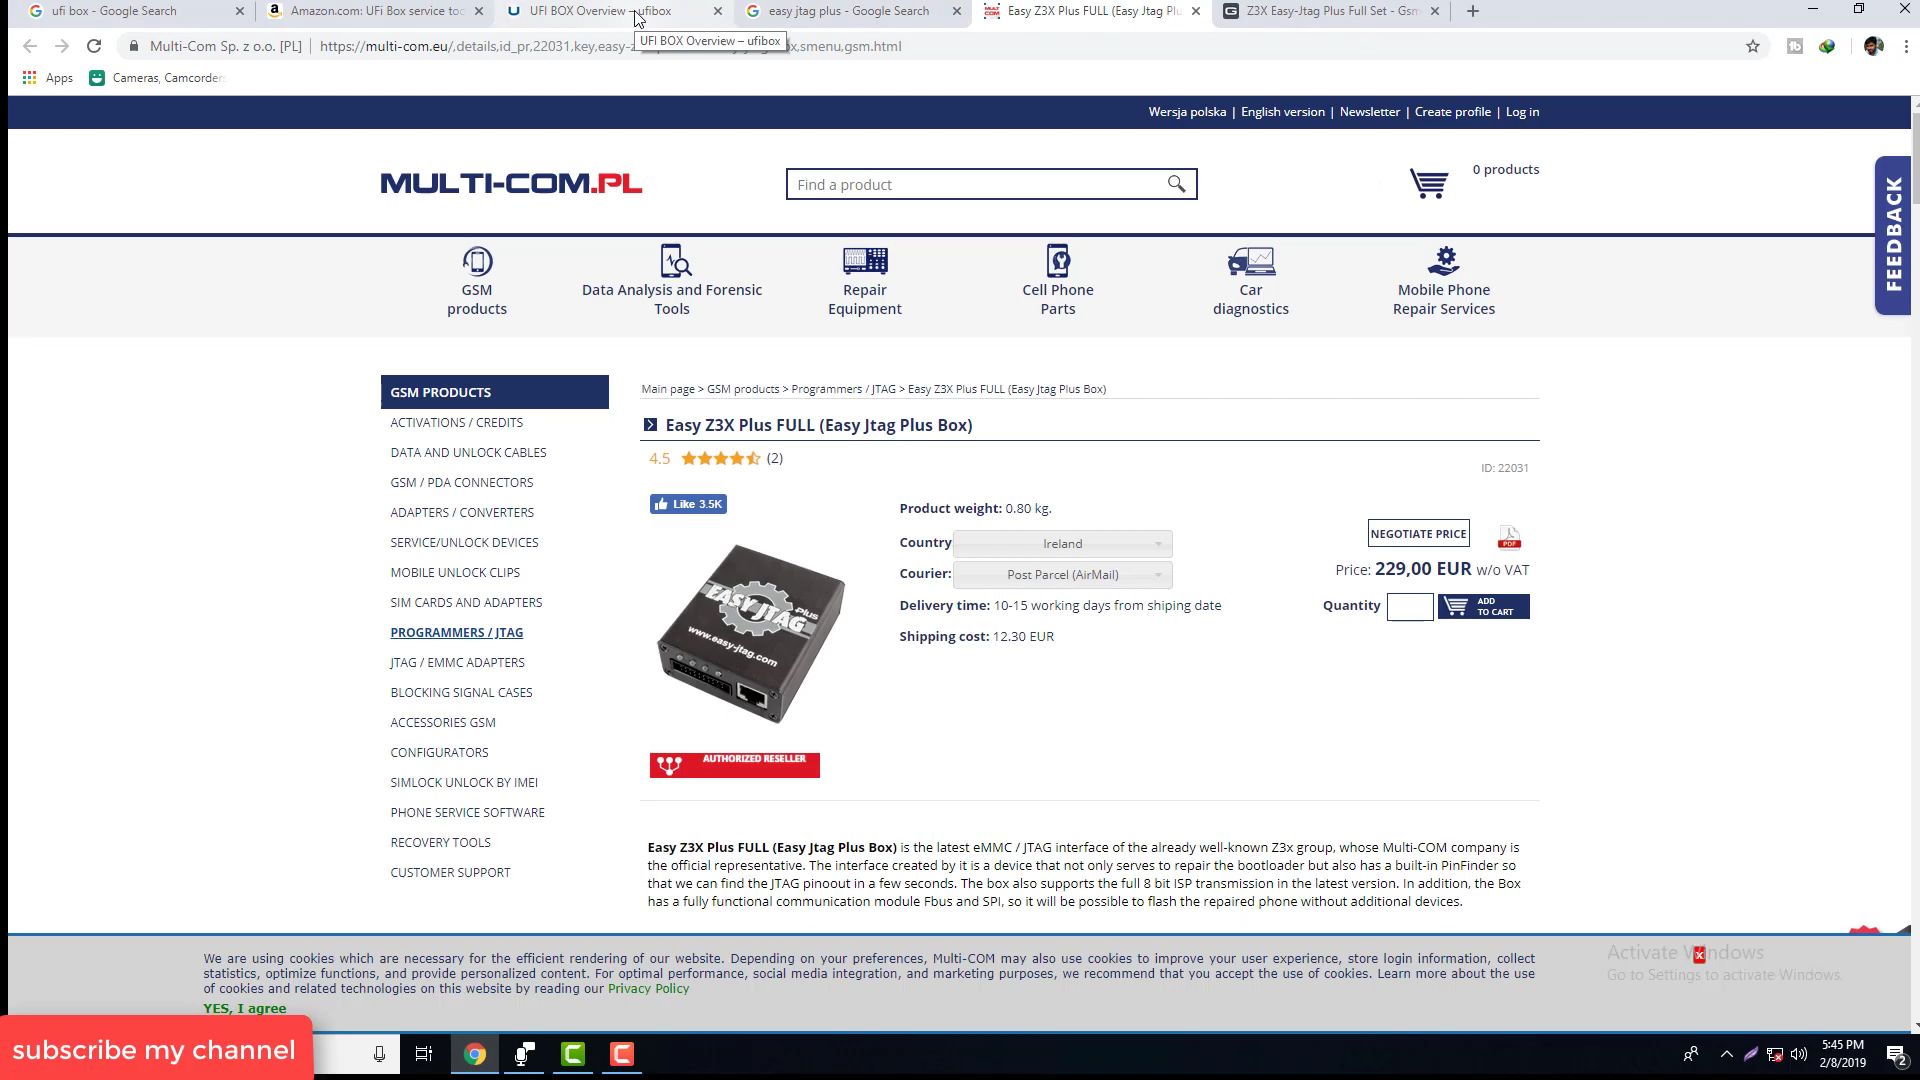 ufi box - Google Search
Amazon.com: UFi Box service too
UFI BOX Overview – ufibox
easy jtag plus - Google Search
Easy Z3X Plus FULL (Easy Jtag Plu
Z3X Easy-Jtag Plus Full Set - Gsm
Multi-Com Sp. z o.o. [PL] | https://multi-com.eu/,details,id_pr,22031,key,easy-z
ox,smenu,gsm.html
UFI BOX Overview – ufibox
Apps
Cameras, Camcorders
Wersja polska | English version | Newsletter | Create profile | Log in
MULTI-COM.PL
Find a product
0 products
FEEDBACK
GSM
products
Data Analysis and Forensic
Tools
Repair
Equipment
Cell Phone
Parts
Car
diagnostics
Mobile Phone
Repair Services
GSM PRODUCTS
ACTIVATIONS / CREDITS
DATA AND UNLOCK CABLES
GSM / PDA CONNECTORS
ADAPTERS / CONVERTERS
SERVICE/UNLOCK DEVICES
MOBILE UNLOCK CLIPS
SIM CARDS AND ADAPTERS
PROGRAMMERS / JTAG
JTAG / EMMC ADAPTERS
BLOCKING SIGNAL CASES
ACCESSORIES GSM
CONFIGURATORS
SIMLOCK UNLOCK BY IMEI
PHONE SERVICE SOFTWARE
RECOVERY TOOLS
CUSTOMER SUPPORT
Main page > GSM products > Programmers / JTAG > Easy Z3X Plus FULL (Easy Jtag Plus Box)
Easy Z3X Plus FULL (Easy Jtag Plus Box)
4.5 (2)
ID: 22031
Like 3.5K
EASY JTAG Plus
www.easy-jtag.com
AUTHORIZED RESELLER
Product weight: 0.80 kg.
Country Ireland
Courier: Post Parcel (AirMail)
Delivery time: 10-15 working days from shiping date
Shipping cost: 12.30 EUR
NEGOTIATE PRICE
PDF
Price: 229,00 EUR w/o VAT
Quantity
ADD
TO CART
Easy Z3X Plus FULL (Easy Jtag Plus Box) is the latest eMMC / JTAG interface of the already well-known Z3x group, whose Multi-COM company is
the official representative. The interface created by it is a device that not only serves to repair the bootloader but also has a built-in PinFinder so
that we can find the JTAG pinout in a few seconds. The box also supports the full 8 bit ISP transmission in the latest version. In addition, the Box
has a fully functional communication module Fbus and SPI, so it will be possible to flash the repaired phone without additional devices.
We are using cookies which are necessary for the efficient rendering of our website. Depending on your preferences, Multi-COM may also use cookies to improve your user experience, store login information, collect
statistics, optimize functions, and provide personalized content. For optimal performance, social media integration, and marketing purposes, we recommend that you accept the use of cookies. Learn more about the use
of cookies and related technologies on this website by reading our Privacy Policy
YES, I agree
Activate Windows
Go to Settings to activate Windows.
subscribe my channel
5:45 PM
2/8/2019
2